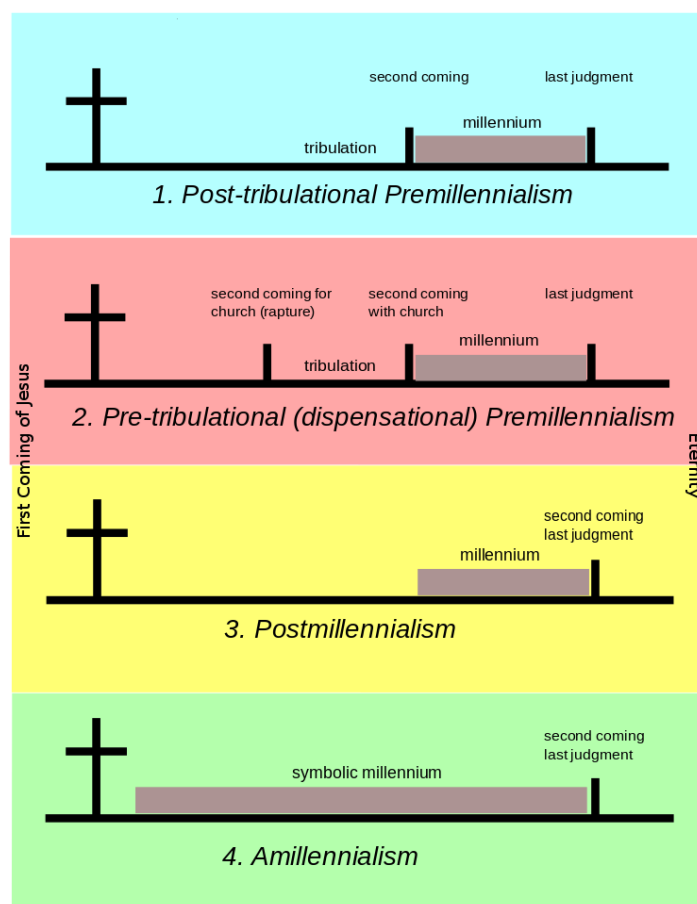 second coming
last judgment
millennium
tribulation
1. Post-tribulational Premillennialism
second coming for
church (rapture)
second coming
with church
last judgment
millennium
tribulation
2. Pre-tribulational (dispensational) Premillennialism
First Coming of Jesus
Eternity
second coming
last judgment
millennium
3. Postmillennialism
second coming
last judgment
symbolic millennium
4. Amillennialism